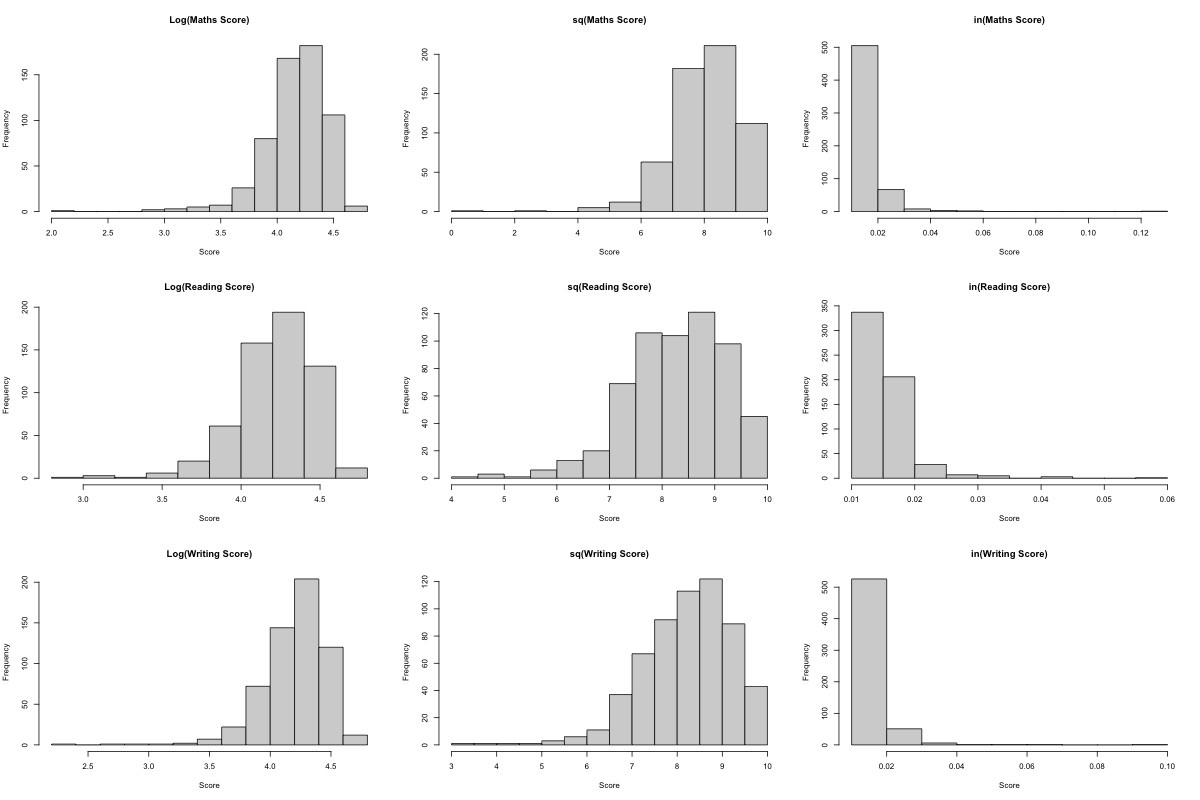 Log(Maths Score)
Frequency
0 50 100 150
2.0 2.5 3.0 3.5 4.0 4.5
Score
sq(Maths Score)
Frequency
0 50 100 150 200
0 2 4 6 8 10
Score
in(Maths Score)
Frequency
0 100 200 300 400 500
0.02 0.04 0.06 0.08 0.10 0.12
Score
Log(Reading Score)
Frequency
0 50 100 150 200
3.0 3.5 4.0 4.5
Score
sq(Reading Score)
Frequency
0 20 40 60 80 100 120
4 5 6 7 8 9 10
Score
in(Reading Score)
Frequency
0 50 100 150 200 250 300 350
0.01 0.02 0.03 0.04 0.05 0.06
Score
Log(Writing Score)
Frequency
0 50 100 150 200
2.5 3.0 3.5 4.0 4.5
Score
sq(Writing Score)
Frequency
0 20 40 60 80 100 120
3 4 5 6 7 8 9 10
Score
in(Writing Score)
Frequency
0 100 200 300 400 500
0.02 0.04 0.06 0.08 0.10
Score